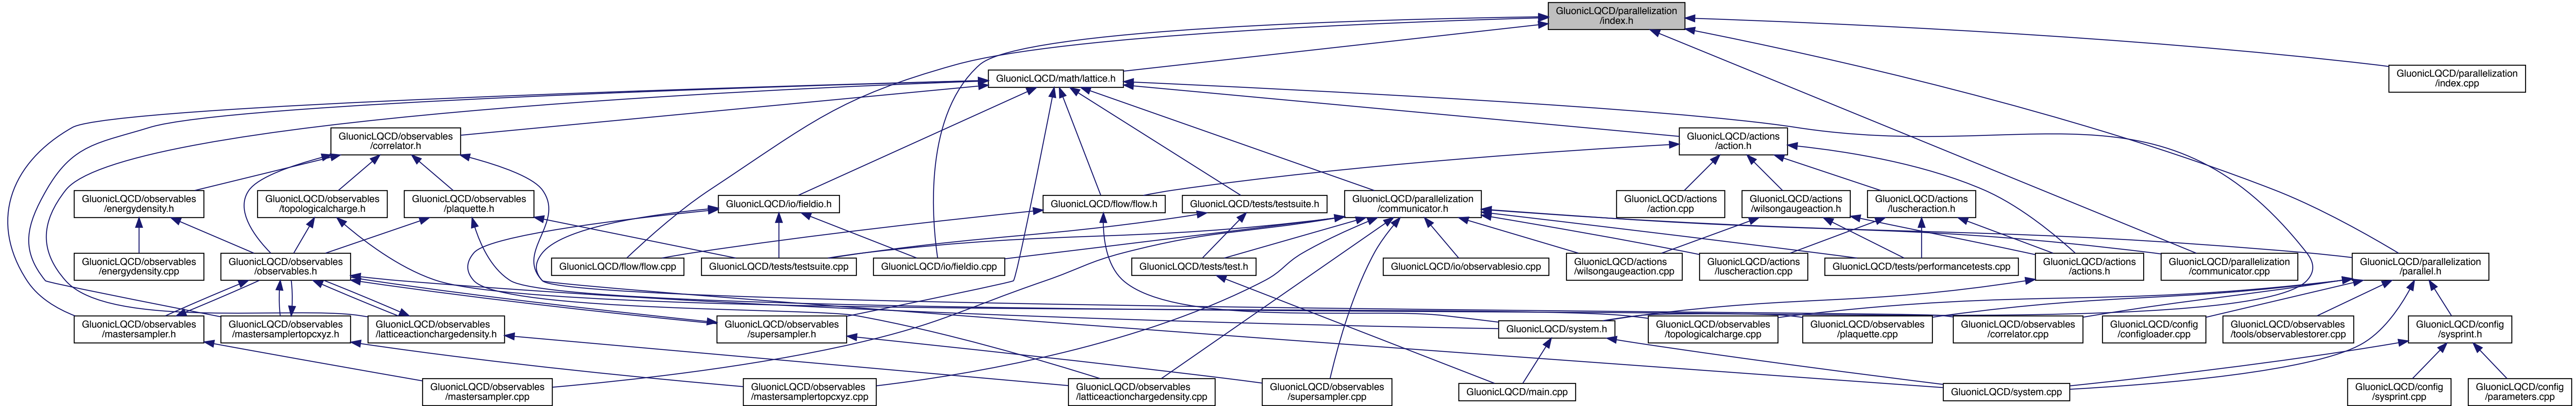 GluonicLQCD/parallelization
/index.h
GluonicLQCD/math/lattice.h
GluonicLQCD/parallelization
/index.cpp
GluonicLQCD/observables
/correlator.h
GluonicLQCD/actions
/action.h
GluonicLQCD/observables
/energydensity.h
GluonicLQCD/observables
/topologicalcharge.h
GluonicLQCD/observables
/plaquette.h
GluonicLQCD/io/fieldio.h
GluonicLQCD/flow/flow.h
GluonicLQCD/tests/testsuite.h
GluonicLQCD/parallelization
/communicator.h
GluonicLQCD/actions
/action.cpp
GluonicLQCD/actions
/wilsongaugeaction.h
GluonicLQCD/actions
/luscheraction.h
GluonicLQCD/observables
/energydensity.cpp
GluonicLQCD/observables
/observables.h
GluonicLQCD/flow/flow.cpp
GluonicLQCD/tests/testsuite.cpp
GluonicLQCD/io/fieldio.cpp
GluonicLQCD/tests/test.h
GluonicLQCD/io/observablesio.cpp
GluonicLQCD/actions
/wilsongaugeaction.cpp
GluonicLQCD/actions
/luscheraction.cpp
GluonicLQCD/tests/performancetests.cpp
GluonicLQCD/actions
/actions.h
GluonicLQCD/parallelization
/communicator.cpp
GluonicLQCD/parallelization
/parallel.h
GluonicLQCD/observables
/mastersampler.h
GluonicLQCD/observables
/mastersamplertopcxyz.h
GluonicLQCD/observables
/latticeactionchargedensity.h
GluonicLQCD/observables
/supersampler.h
GluonicLQCD/system.h
GluonicLQCD/observables
/topologicalcharge.cpp
GluonicLQCD/observables
/plaquette.cpp
GluonicLQCD/observables
/correlator.cpp
GluonicLQCD/config
/configloader.cpp
GluonicLQCD/observables
/tools/observablestorer.cpp
GluonicLQCD/config
/sysprint.h
GluonicLQCD/observables
/mastersampler.cpp
GluonicLQCD/observables
/mastersamplertopcxyz.cpp
GluonicLQCD/observables
/latticeactionchargedensity.cpp
GluonicLQCD/observables
/supersampler.cpp
GluonicLQCD/main.cpp
GluonicLQCD/system.cpp
GluonicLQCD/config
/sysprint.cpp
GluonicLQCD/config
/parameters.cpp